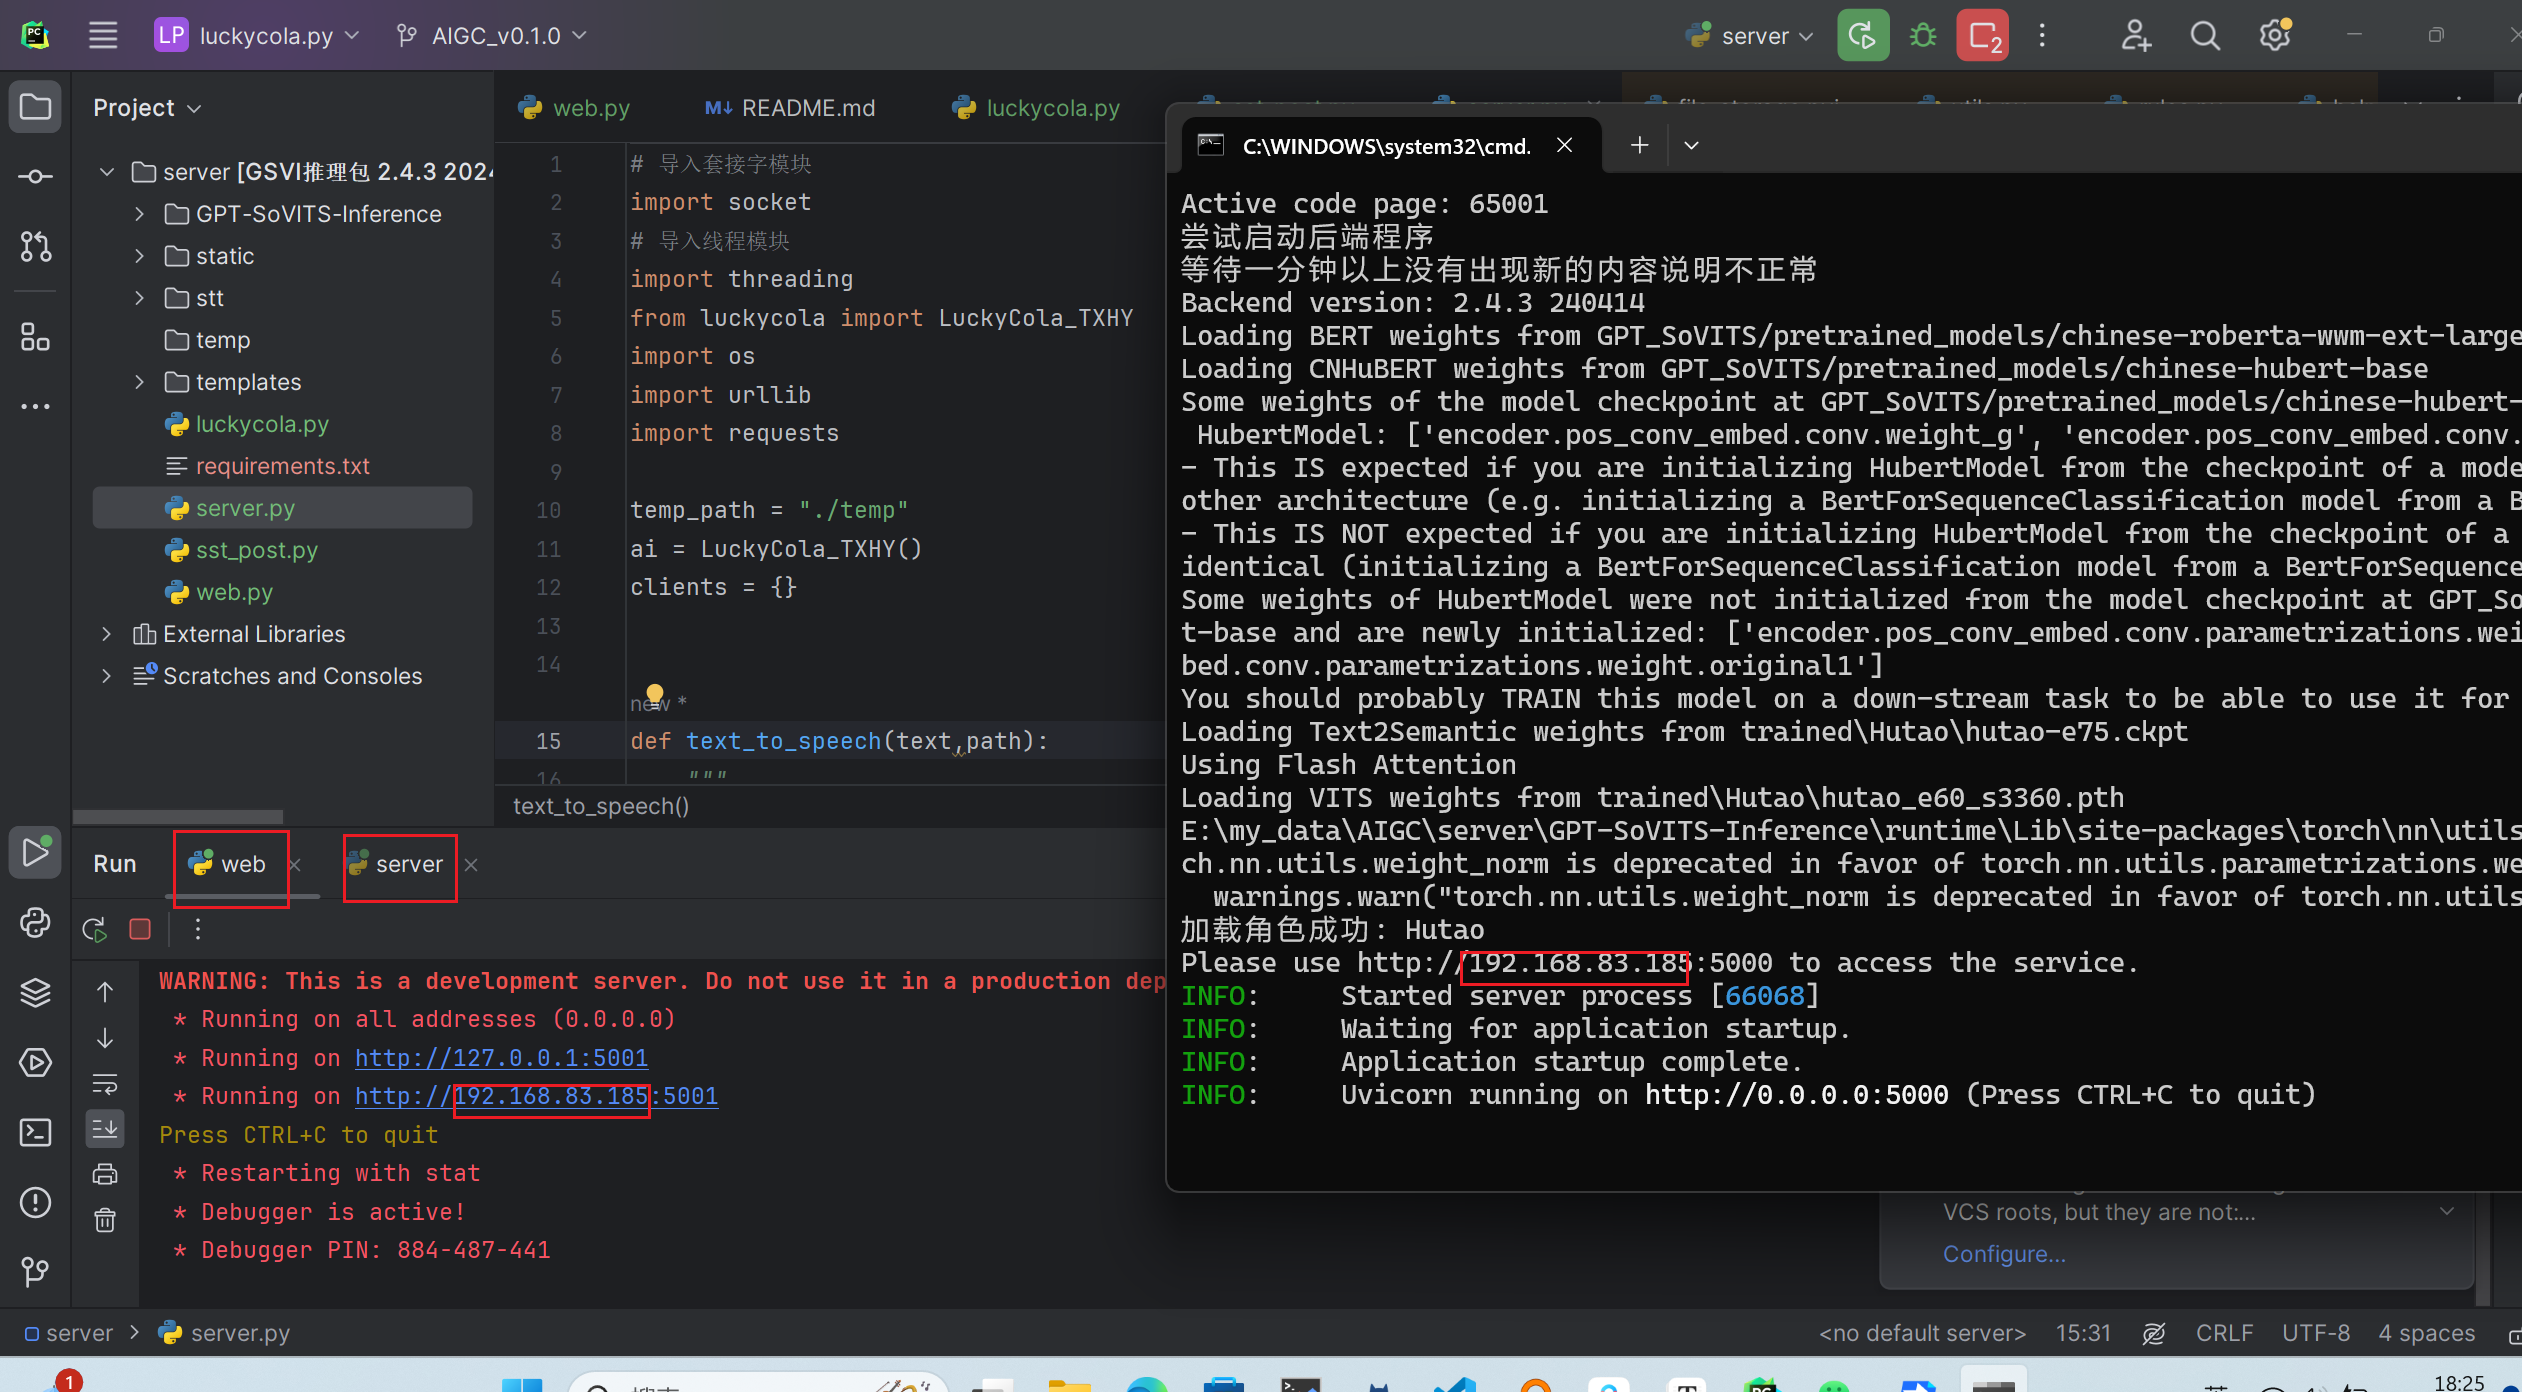 LP luckycola.py
AIGC_v0.1.0
server
2
Project
server [GSVI推理包 2.4.3 202
GPT-SoVITS-Inference
static
stt
temp
templates
luckycola.py
requirements.txt
server.py
sst_post.py
web.py
External Libraries
Scratches and Consoles
web.py
README.md
luckycola.py
1 # 导入套接字模块
2 import socket
3 # 导入线程模块
4 import threading
5 from luckycola import LuckyCola_TXHY
6 import os
7 import urllib
8 import requests
9
10 temp_path = "./temp"
11 ai = LuckyCola_TXHY()
12 clients = {}
13
14
new *
15 def text_to_speech(text,path):
16 """
text_to_speech()
C:\WINDOWS\system32\cmd.
Active code page: 65001
尝试启动后端程序
等待一分钟以上没有出现新的内容说明不正常
Backend version: 2.4.3 240414
Loading BERT weights from GPT_SoVITS/pretrained_models/chinese-roberta-wwm-ext-large
Loading CNHuBERT weights from GPT_SoVITS/pretrained_models/chinese-hubert-base
Some weights of the model checkpoint at GPT_SoVITS/pretrained_models/chinese-hubert-
HubertModel: ['encoder.pos_conv_embed.conv.weight_g', 'encoder.pos_conv_embed.conv.
- This IS expected if you are initializing HubertModel from the checkpoint of a mode
other architecture (e.g. initializing a BertForSequenceClassification model from a B
- This IS NOT expected if you are initializing HubertModel from the checkpoint of a
identical (initializing a BertForSequenceClassification model from a BertForSequence
Some weights of HubertModel were not initialized from the model checkpoint at GPT_So
t-base and are newly initialized: ['encoder.pos_conv_embed.conv.parametrizations.wei
bed.conv.parametrizations.weight.original1']
You should probably TRAIN this model on a down-stream task to be able to use it for
Loading Text2Semantic weights from trained\Hutao\hutao-e75.ckpt
Using Flash Attention
Loading VITS weights from trained\Hutao\hutao_e60_s3360.pth
E:\my_data\AIGC\server\GPT-SoVITS-Inference\runtime\Lib\site-packages\torch\nn\utils
ch.nn.utils.weight_norm is deprecated in favor of torch.nn.utils.parametrizations.we
warnings.warn("torch.nn.utils.weight_norm is deprecated in favor of torch.nn.utils
加载角色成功: Hutao
Please use http://192.168.83.185:5000 to access the service.
INFO: Started server process [66068]
INFO: Waiting for application startup.
INFO: Application startup complete.
INFO: Uvicorn running on http://0.0.0.0:5000 (Press CTRL+C to quit)
Run
web
server
WARNING: This is a development server. Do not use it in a production dep
* Running on all addresses (0.0.0.0)
* Running on http://127.0.0.1:5001
* Running on http://192.168.83.185:5001
Press CTRL+C to quit
* Restarting with stat
* Debugger is active!
* Debugger PIN: 884-487-441
VCS roots, but they are not:...
Configure...
server > server.py
<no default server>
15:31
CRLF
UTF-8
4 spaces
1
18:25